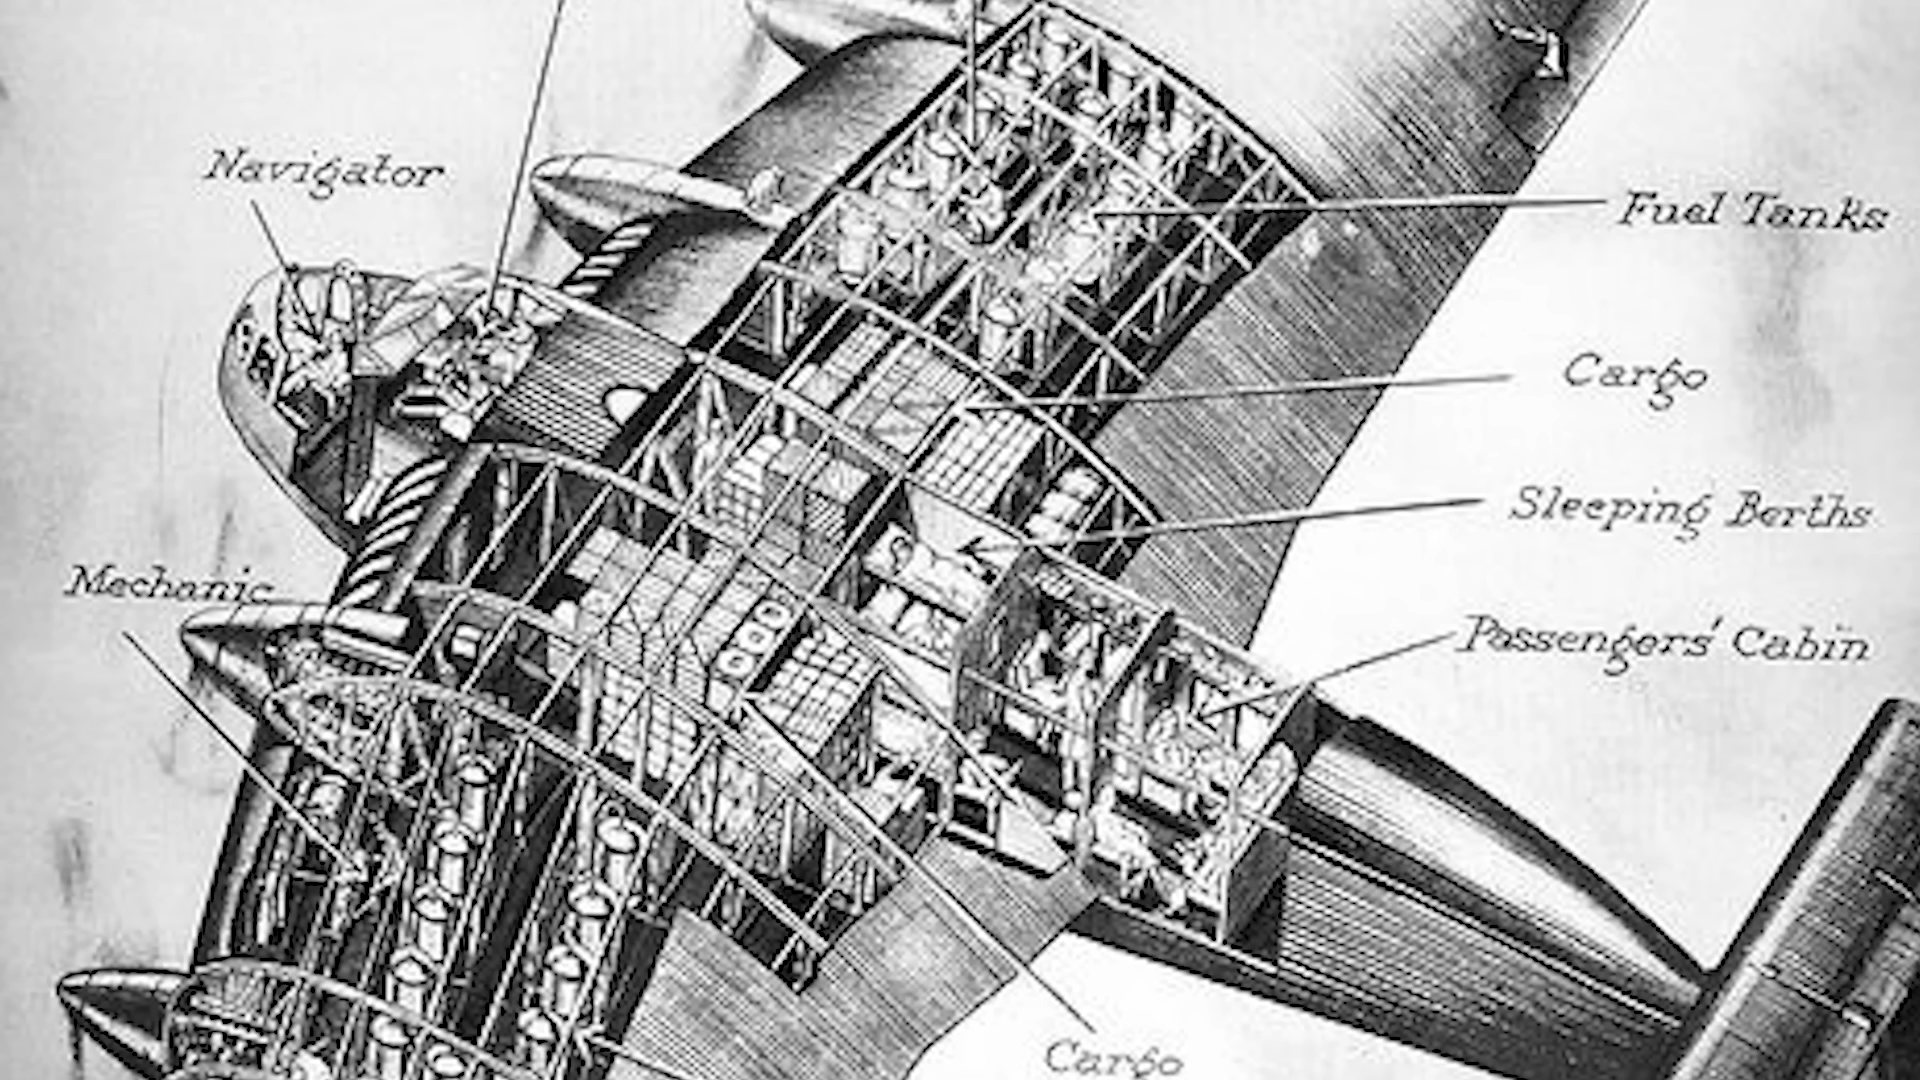 Navigator
Fuel Tanks
Cargo
Sleeping Berths
Mechanic
Passengers' Cabin
Cargo